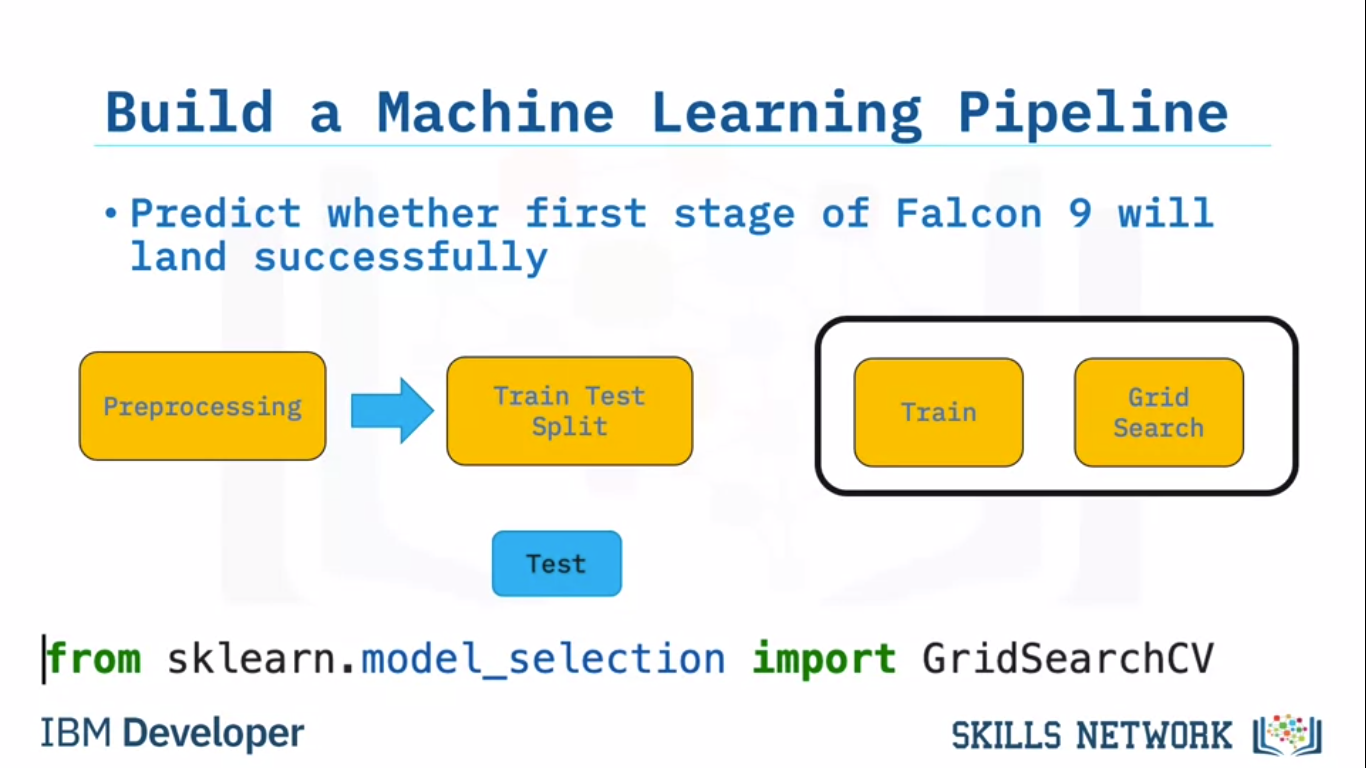 Build a Machine Learning Pipeline
• Predict whether first stage of Falcon 9 will
land successfully
Preprocessing
Train Test
Split
Train
Grid
Search
Test
from sklearn.model_selection import GridSearchCV
IBM Developer
SKILLS NETWORK